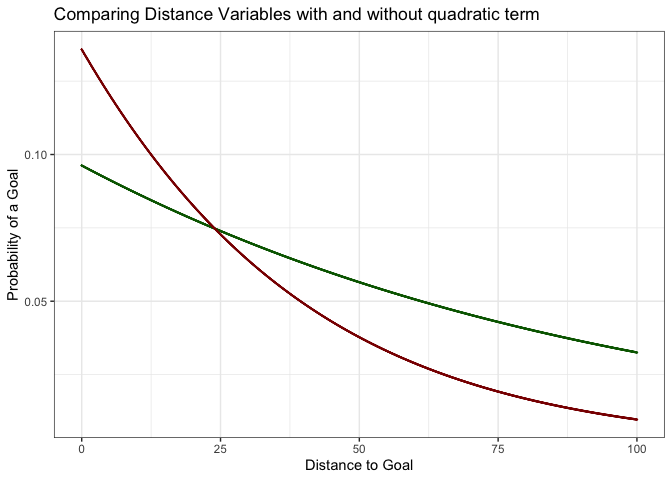 Comparing Distance Variables with and without quadratic term
Probability of a Goal
0.10
0.05
0
25
50
75
100
Distance to Goal